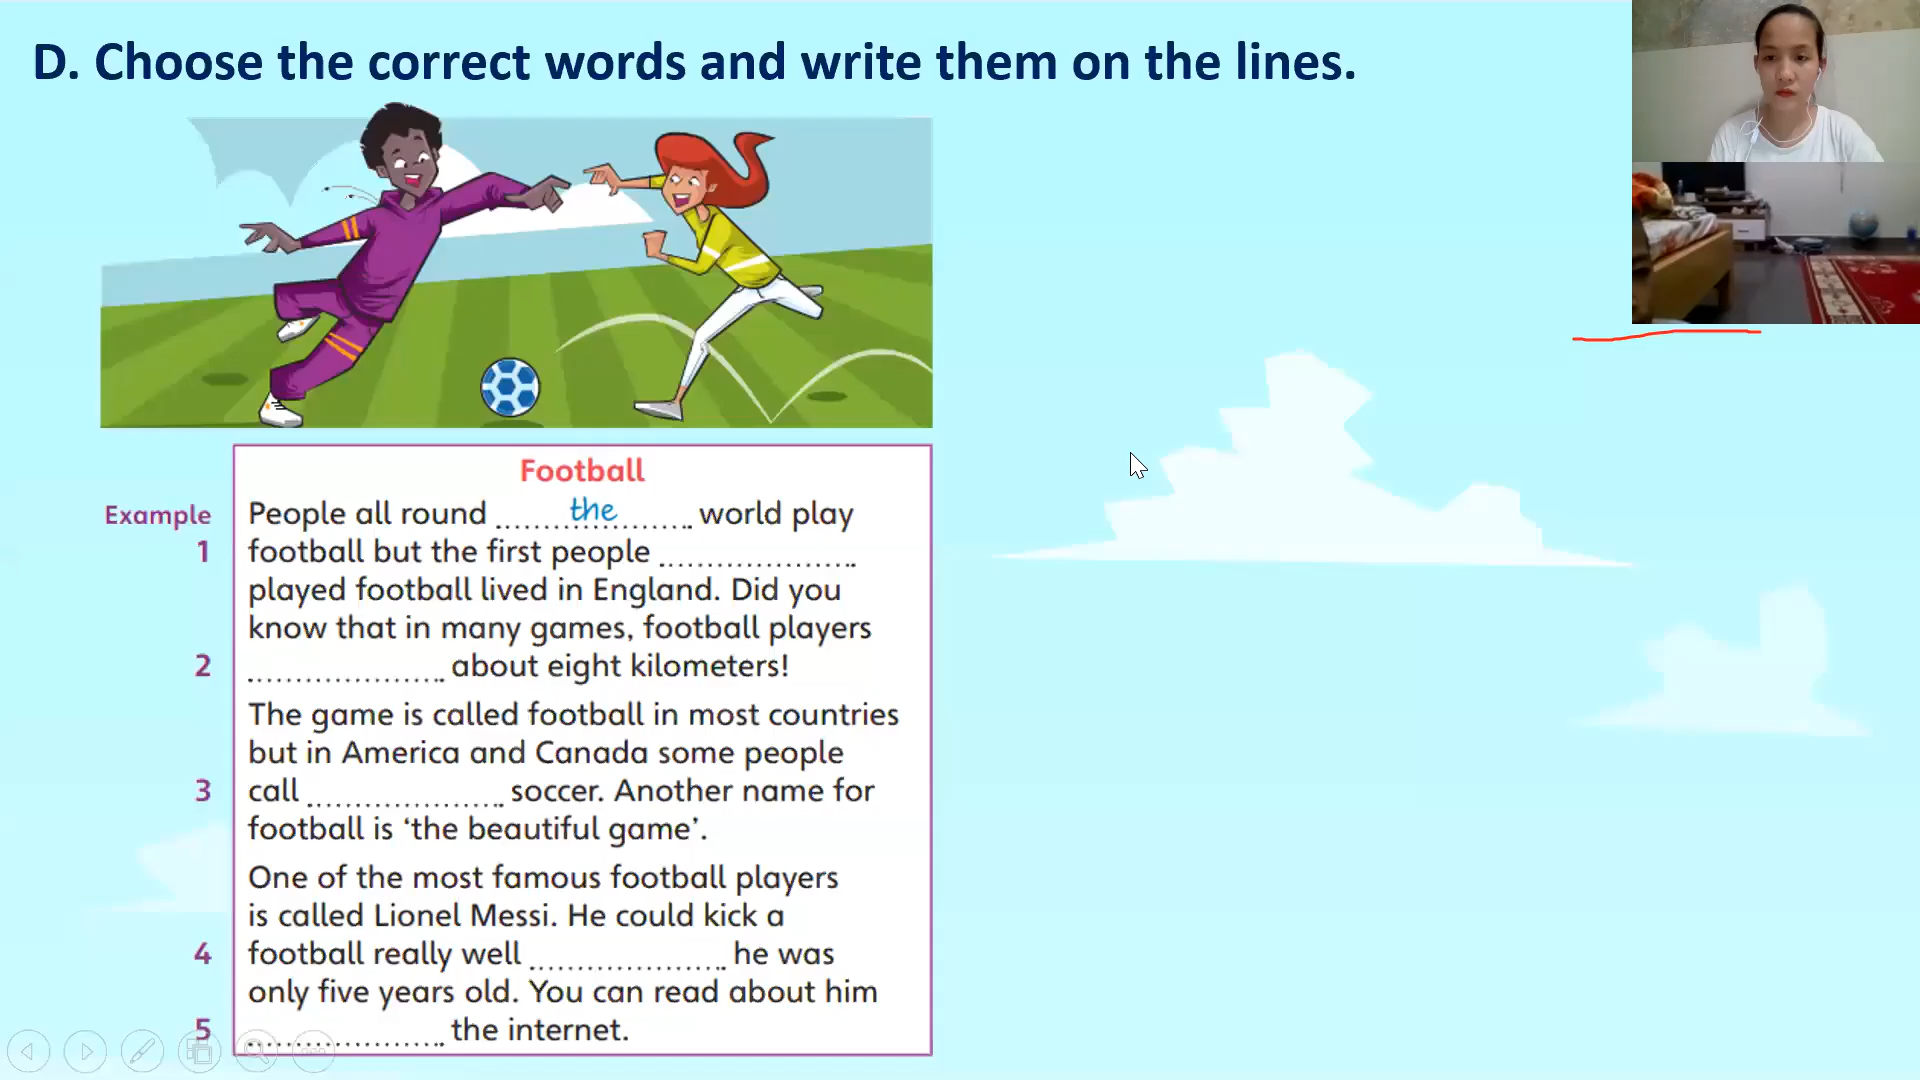 D. Choose the correct words and write them on the lines.
Football
Example People all round the world play
1 football but the first people ....................
played football lived in England. Did you
know that in many games, football players
2 .................... about eight kilometers!
The game is called football in most countries
but in America and Canada some people
3 call .................... soccer. Another name for
football is ‘the beautiful game’.
One of the most famous football players
is called Lionel Messi. He could kick a
4 football really well .................... he was
only five years old. You can read about him
5 .................... the internet.